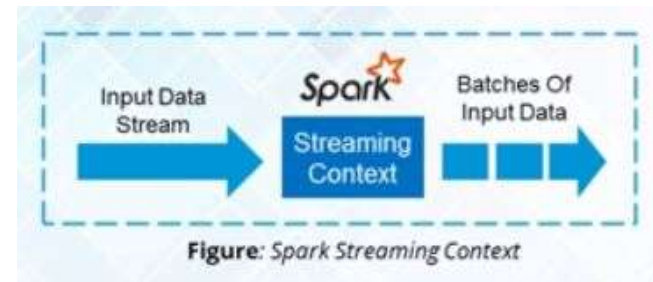 Input Data
Stream
Spark
Streaming
Context
Batches Of
Input Data
Figure: Spark Streaming Context